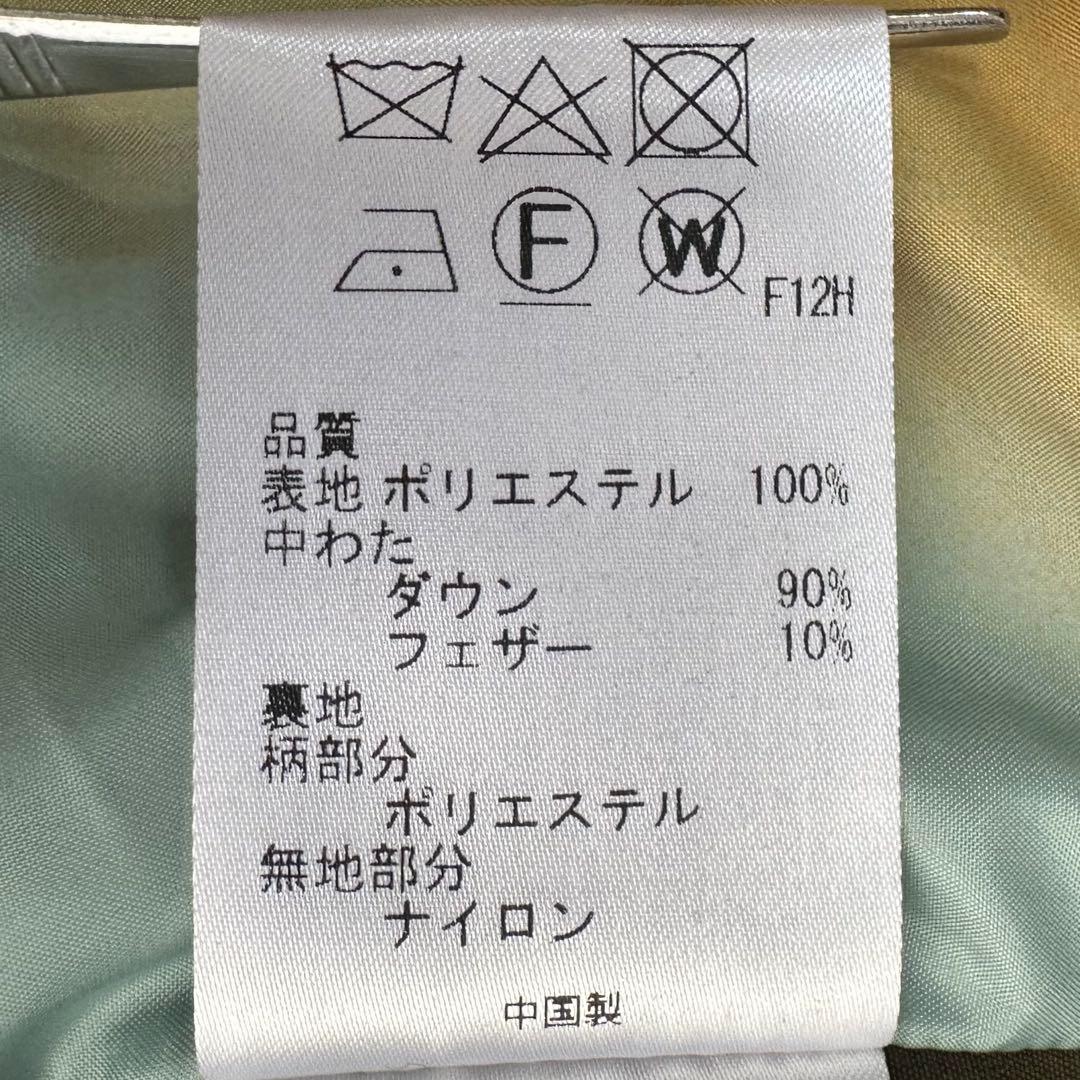 F
W
F12H
品質
表地 ポリエステル 100%
中わた
ダウン 90%
フェザー 10%
裏地
柄部分
ポリエステル
無地部分
ナイロン
中国製